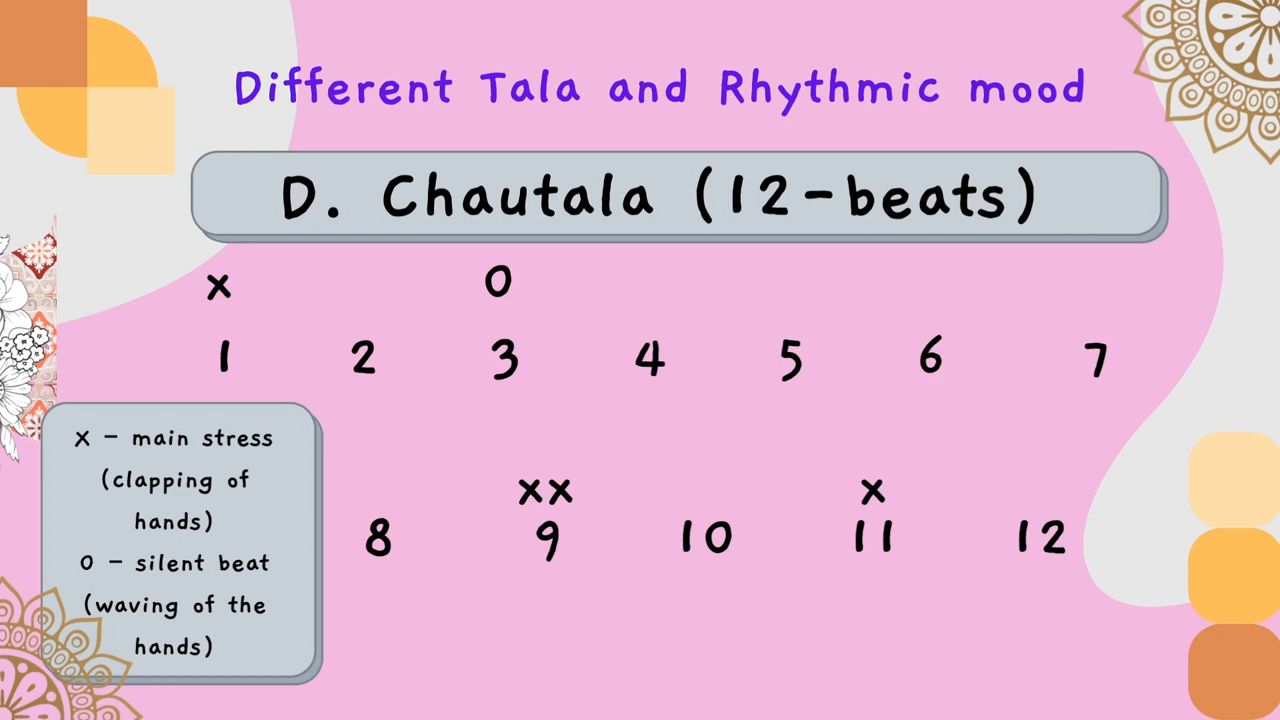 Different Tala and Rhythmic mood
D. Chautala (12-beats)
x 0
1 2 3 4 5 6 7
x - main stress
(clapping of
hands)
0 - silent beat
(waving of the
hands)
xx x
8 9 10 11 12